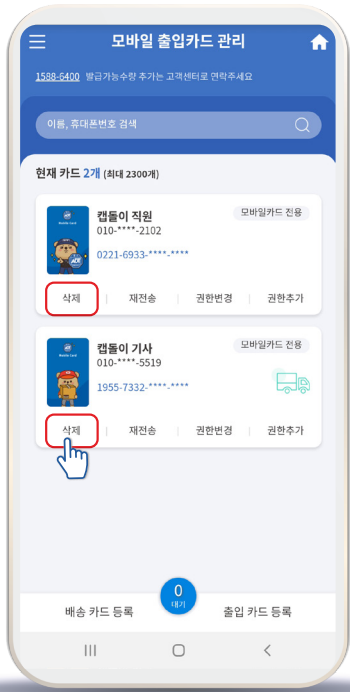 모바일 출입카드 관리
1588-6400 발급가능수량 추가는 고객센터로 연락주세요
이름, 휴대폰번호 검색
현재 카드 2개 (최대 2300개)
캡돌이 직원
모바일카드 전용
010-****-2102
0221-6933-****-****
삭제 재전송 권한변경 권한추가
캡돌이 기사
모바일카드 전용
010-****-5519
1955-7332-****-****
삭제 재전송 권한변경 권한추가
0
대기
배송 카드 등록 출입 카드 등록